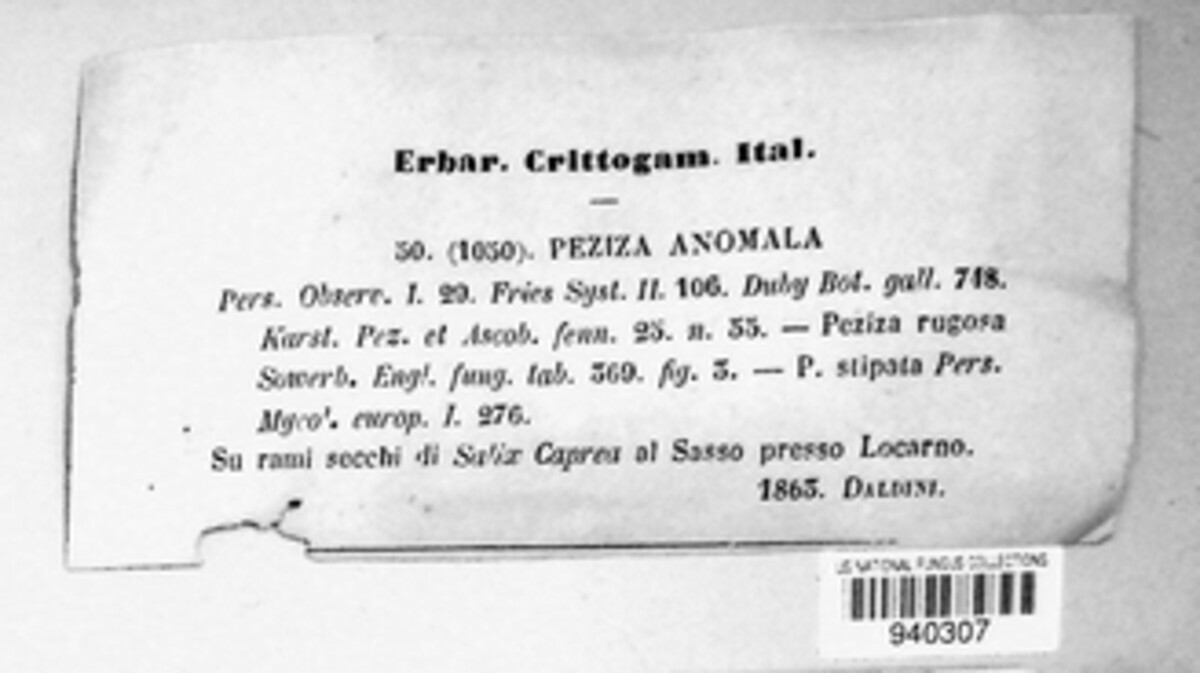 Erbar. Crittogam. Ital.
—
50. (1050). PEZIZA ANOMALA
Pers. Observ. I. 29. Fries Syst. II. 106. Duby Bot. gall. 748.
Karst. Pez. et Ascob. fenn. 25. n. 35. — Peziza rugosa
Sowerb. Engl. fung. tab. 369. fig. 3. — P. stipata Pers.
Mycol. europ. I. 276.
Su rami secchi di Salix Caprea al Sasso presso Locarno.
1863. DALDINI.
US NATIONAL FUNGUS COLLECTIONS
940307